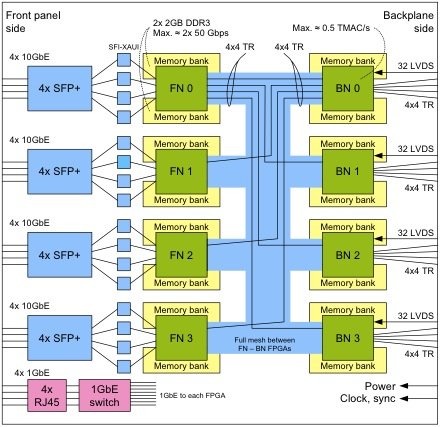 Front panel
side
Backplane
side
2x 2GB DDR3
Max. ≈ 2x 50 Gbps
Max. ≈ 0.5 TMAC/s
SFI-XAUI
4x4 TR
4x4 TR
4x 10GbE
4x SFP+
Memory bank
FN 0
Memory bank
Memory bank
BN 0
Memory bank
32 LVDS
4x4 TR
4x 10GbE
4x SFP+
Memory bank
FN 1
Memory bank
Memory bank
BN 1
Memory bank
32 LVDS
4x4 TR
4x 10GbE
4x SFP+
Memory bank
FN 2
Memory bank
Memory bank
BN 2
Memory bank
32 LVDS
4x4 TR
4x 10GbE
4x SFP+
Memory bank
FN 3
Memory bank
Memory bank
BN 3
Memory bank
32 LVDS
4x4 TR
Full mesh between
FN – BN FPGAs
4x 1GbE
4x
RJ45
1GbE
switch
1GbE to each FPGA
Power
Clock, sync